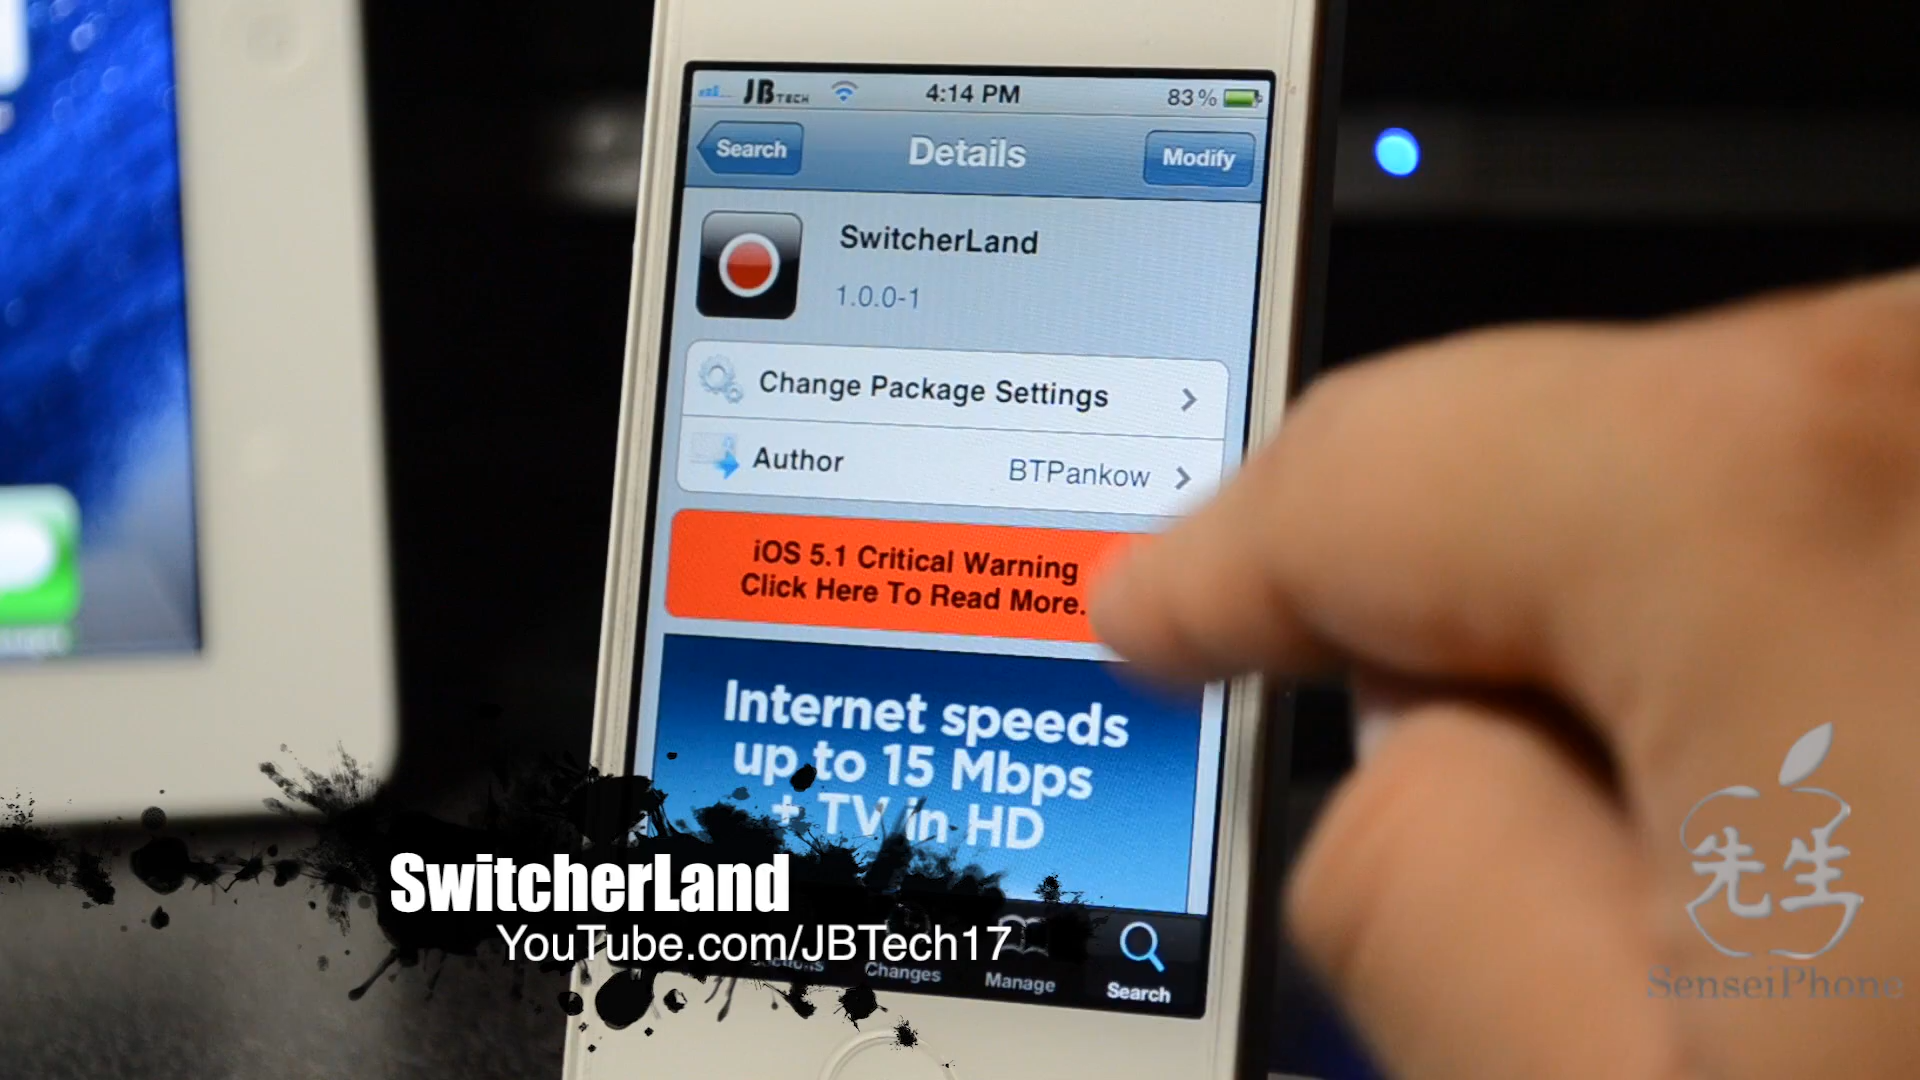 JBTECH 4:14 PM 83%
Search Details Modify
SwitcherLand
1.0.0-1
Change Package Settings
Author BTPankow
iOS 5.1 Critical Warning
Click Here To Read More.
Internet speeds
up to 15 Mbps
+ TV in HD
SwitcherLand
YouTube.com/JBTech17
Changes Manage Search
先生
SenseiPhone